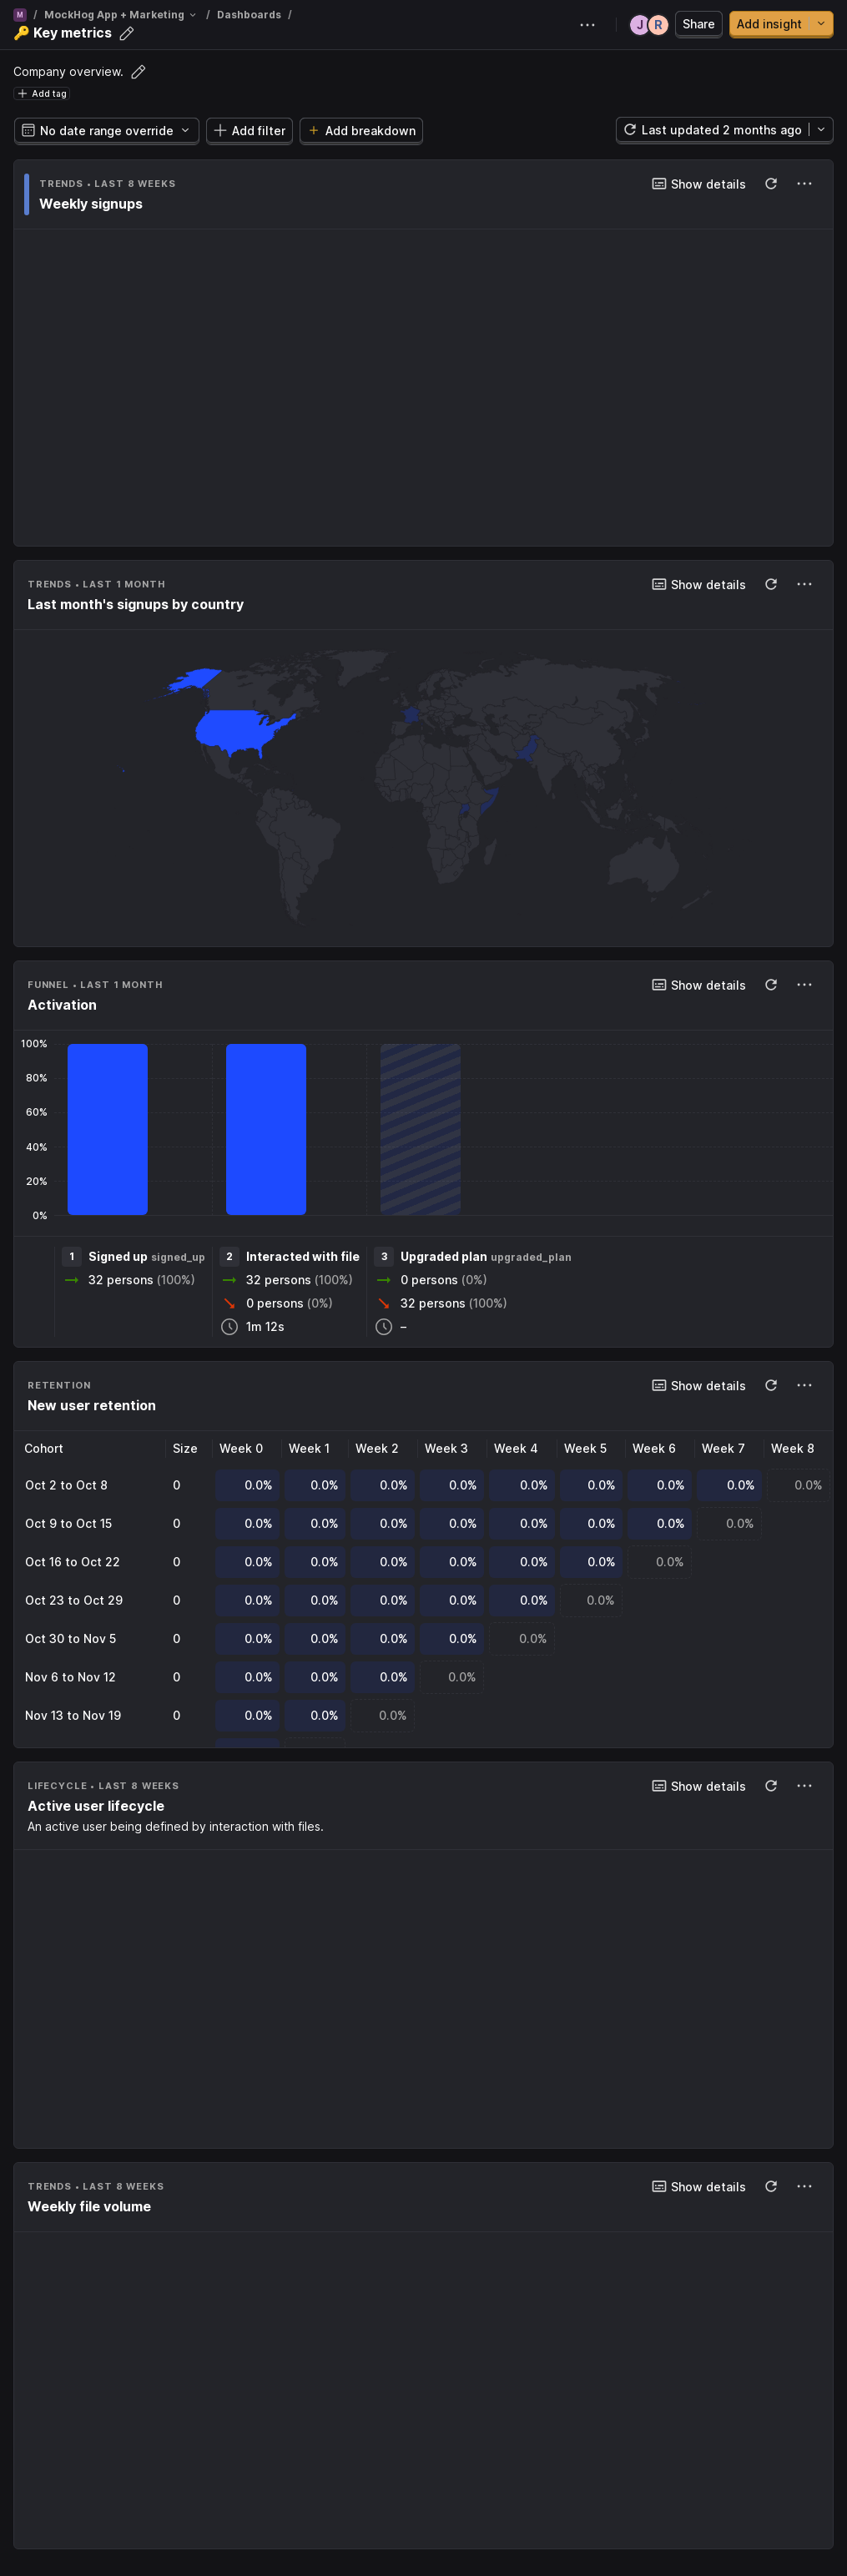 M / MockHog App + Marketing / Dashboards /
🔑 Key metrics
J R Share Add insight
Company overview.
Add tag
No date range override Add filter Add breakdown Last updated 2 months ago
TRENDS • LAST 8 WEEKS Show details
Weekly signups
TRENDS • LAST 1 MONTH Show details
Last month's signups by country
FUNNEL • LAST 1 MONTH Show details
Activation
100%
80%
60%
40%
20%
0%
1 Signed up signed_up 2 Interacted with file 3 Upgraded plan upgraded_plan
32 persons (100%) 32 persons (100%) 0 persons (0%)
0 persons (0%) 32 persons (100%)
1m 12s –
RETENTION Show details
New user retention
Cohort Size Week 0 Week 1 Week 2 Week 3 Week 4 Week 5 Week 6 Week 7 Week 8
Oct 2 to Oct 8 0 0.0% 0.0% 0.0% 0.0% 0.0% 0.0% 0.0% 0.0% 0.0%
Oct 9 to Oct 15 0 0.0% 0.0% 0.0% 0.0% 0.0% 0.0% 0.0% 0.0%
Oct 16 to Oct 22 0 0.0% 0.0% 0.0% 0.0% 0.0% 0.0% 0.0%
Oct 23 to Oct 29 0 0.0% 0.0% 0.0% 0.0% 0.0% 0.0%
Oct 30 to Nov 5 0 0.0% 0.0% 0.0% 0.0% 0.0%
Nov 6 to Nov 12 0 0.0% 0.0% 0.0% 0.0%
Nov 13 to Nov 19 0 0.0% 0.0% 0.0%
LIFECYCLE • LAST 8 WEEKS Show details
Active user lifecycle
An active user being defined by interaction with files.
TRENDS • LAST 8 WEEKS Show details
Weekly file volume